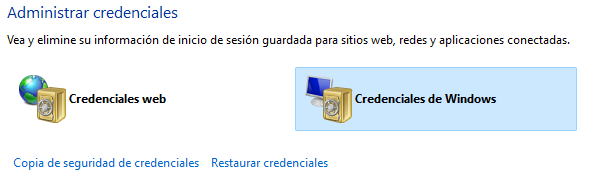 Administrar credenciales
Vea y elimine su información de inicio de sesión guardada para sitios web, redes y aplicaciones conectadas.
Credenciales web
Credenciales de Windows
Copia de seguridad de credenciales
Restaurar credenciales